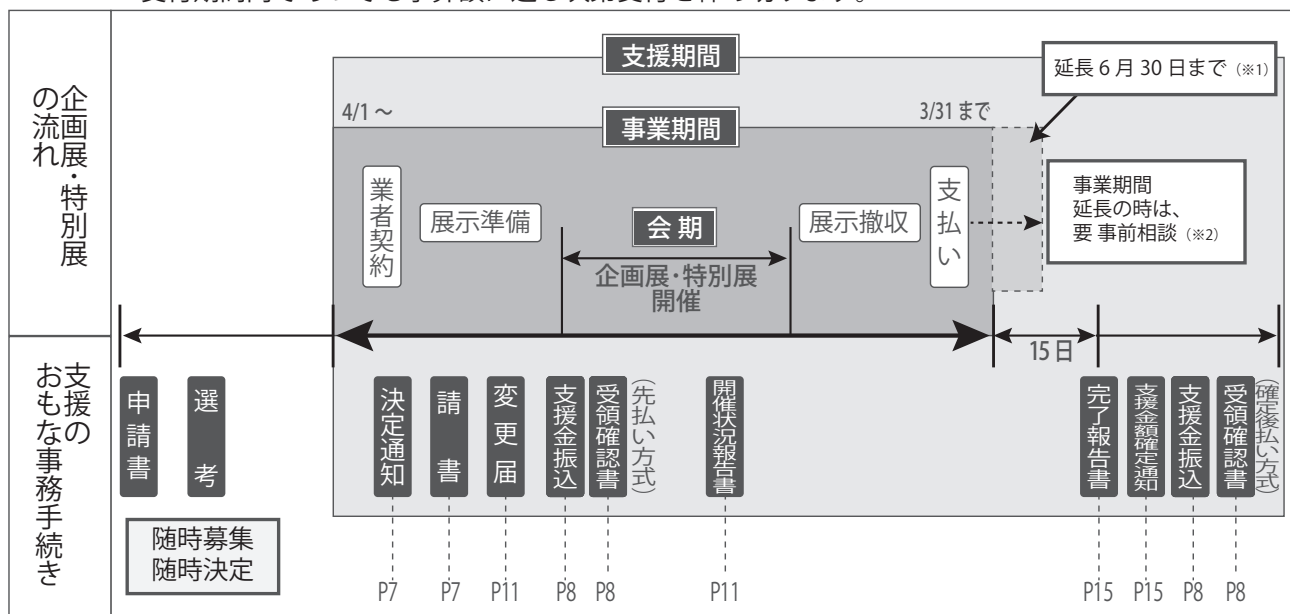 支援期間
延長 6 月 30 日まで（※1）
4/1 ～
事業期間
3/31 まで
企画展・特別展
の流れ
業者契約
展示準備
会 期
企画展・特別展
開催
展示撤収
支払い
事業期間
延長の時は、
要 事前相談（※2）
15 日
支援の
おもな事務手続き
申請書
選考
随時募集
随時決定
決定通知
請書
変更届
支援金振込
受領確認書
（先払い方式）
開催状況報告書
完了報告書
支援金額確定通知
支援金振込
受領確認書
（確定後払い方式）
P7
P7
P11
P8
P8
P11
P15
P15
P8
P8